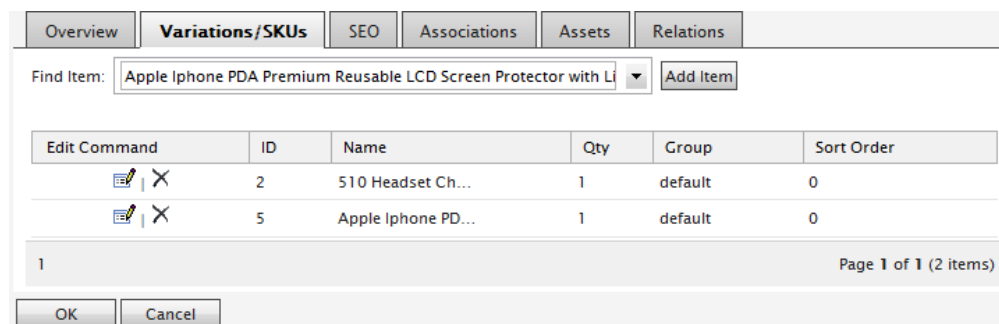 Overview Variations/SKUs SEO Associations Assets Relations
Find Item: Apple Iphone PDA Premium Reusable LCD Screen Protector with Li Add Item
Edit Command ID Name Qty Group Sort Order
| 2 510 Headset Ch... 1 default 0
| 5 Apple Iphone PD... 1 default 0
1 Page 1 of 1 (2 items)
OK Cancel